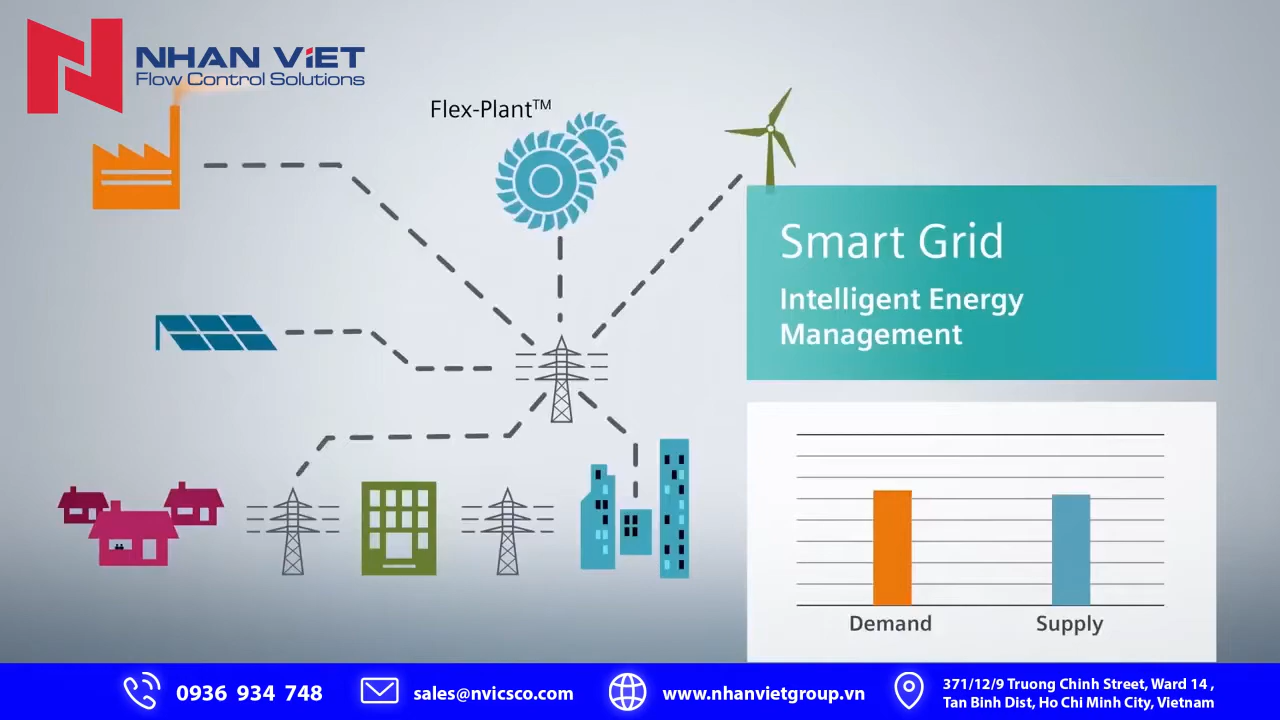 NHAN ViET
Flow Control Solutions
Flex-Plant™
Smart Grid
Intelligent Energy
Management
Demand
Supply
0936 934 748
sales@nvicsco.com
www.nhanvietgroup.vn
371/12/9 Truong Chinh Street, Ward 14 ,
Tan Binh Dist, Ho Chi Minh City, Vietnam